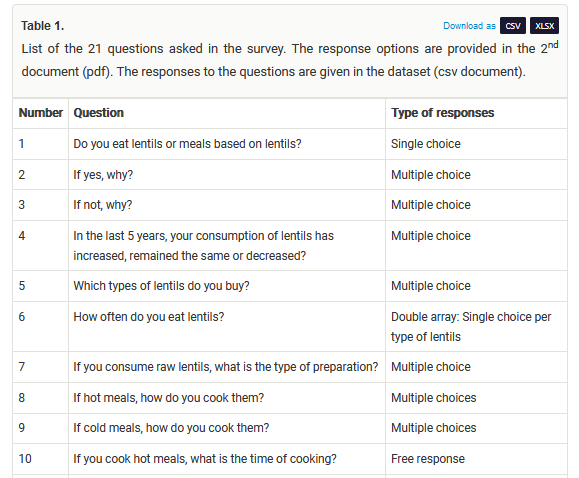 Table 1.
Download as CSV XLSX
List of the 21 questions asked in the survey. The response options are provided in the 2nd
document (pdf). The responses to the questions are given in the dataset (csv document).
Number Question Type of responses
1 Do you eat lentils or meals based on lentils? Single choice
2 If yes, why? Multiple choice
3 If not, why? Multiple choice
4 In the last 5 years, your consumption of lentils has Multiple choice
increased, remained the same or decreased?
5 Which types of lentils do you buy? Multiple choice
6 How often do you eat lentils? Double array: Single choice per
type of lentils
7 If you consume raw lentils, what is the type of preparation? Multiple choice
8 If hot meals, how do you cook them? Multiple choices
9 If cold meals, how do you cook them? Multiple choices
10 If you cook hot meals, what is the time of cooking? Free response